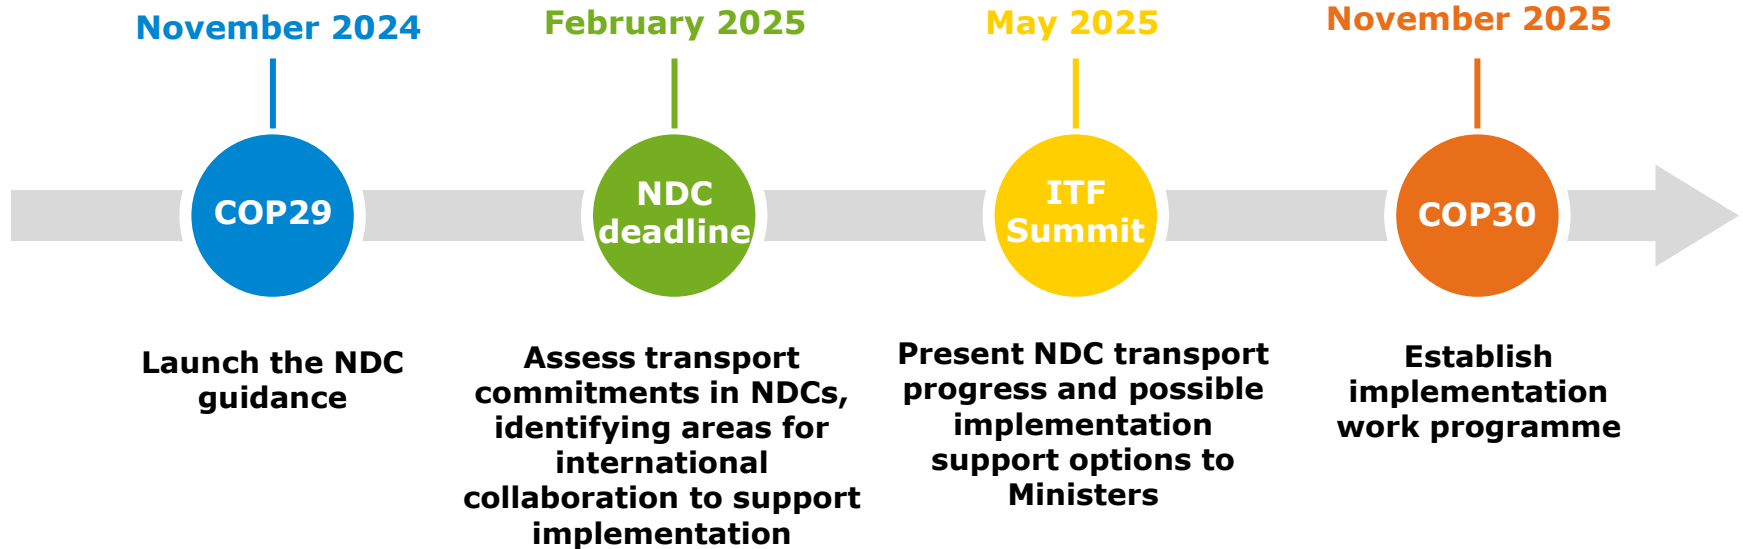 November 2024
February 2025
May 2025
November 2025
COP29
NDC
deadline
ITF
Summit
COP30
Launch the NDC
guidance
Assess transport
commitments in NDCs,
identifying areas for
international
collaboration to support
implementation
Present NDC transport
progress and possible
implementation
support options to
Ministers
Establish
implementation
work programme